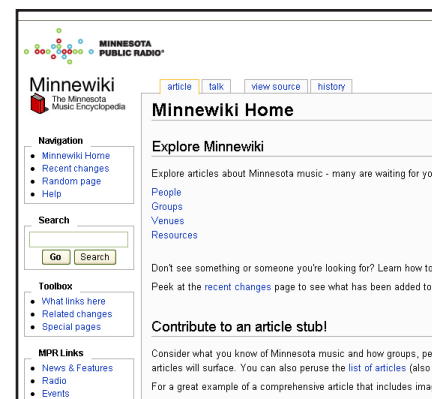 MINNESOTA
PUBLIC RADIO®
Minnewiki
The Minnesota
Music Encyclopedia
Navigation
Minnewiki Home
Recent changes
Random page
Help
Search
Go Search
Toolbox
What links here
Related changes
Special pages
MPR Links
News & Features
Radio
Events
article talk view source history
Minnewiki Home
Explore Minnewiki
Explore articles about Minnesota music - many are waiting for yo
People
Groups
Venues
Resources
Don't see something or someone you're looking for? Learn how to
Peek at the recent changes page to see what has been added to
Contribute to an article stub!
Consider what you know of Minnesota music and how groups, pe
articles will surface. You can also peruse the list of articles (also
For a great example of a comprehensive article that includes ima